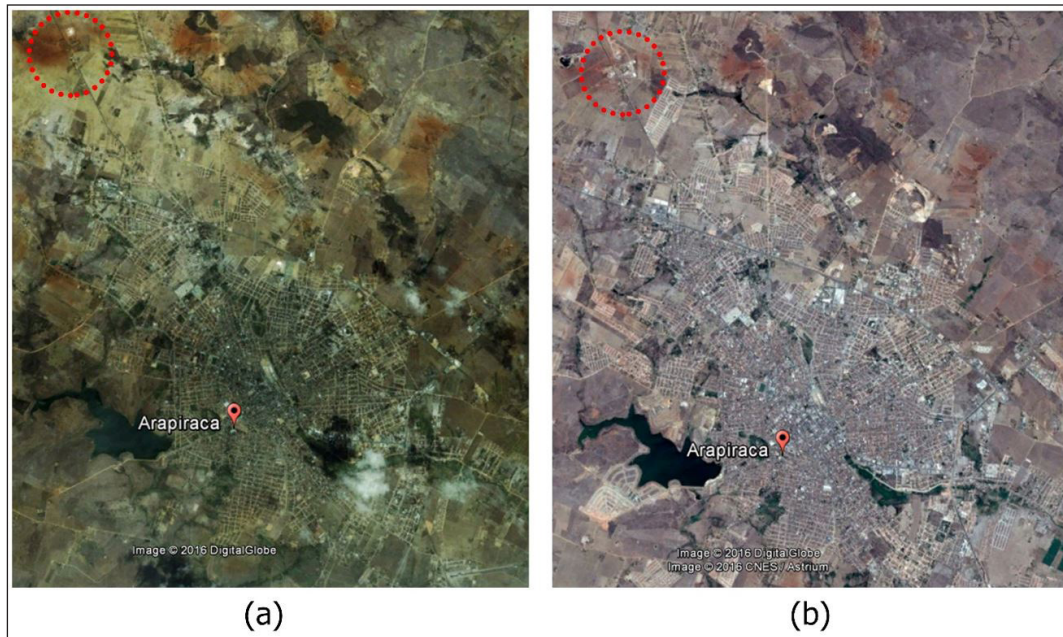 Arapiraca
Image © 2016 DigitalGlobe
(a)
Arapiraca
Image © 2016 DigitalGlobe
Image © 2016 CNES / Astrium
(b)